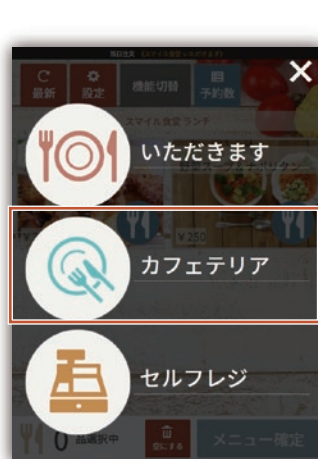 最新
設定
機能切替
予約数
スマイル食堂 ランチ
いただきます
¥250
カフェテリア
セルフレジ
0 品選択中
空にする
メニュー確定